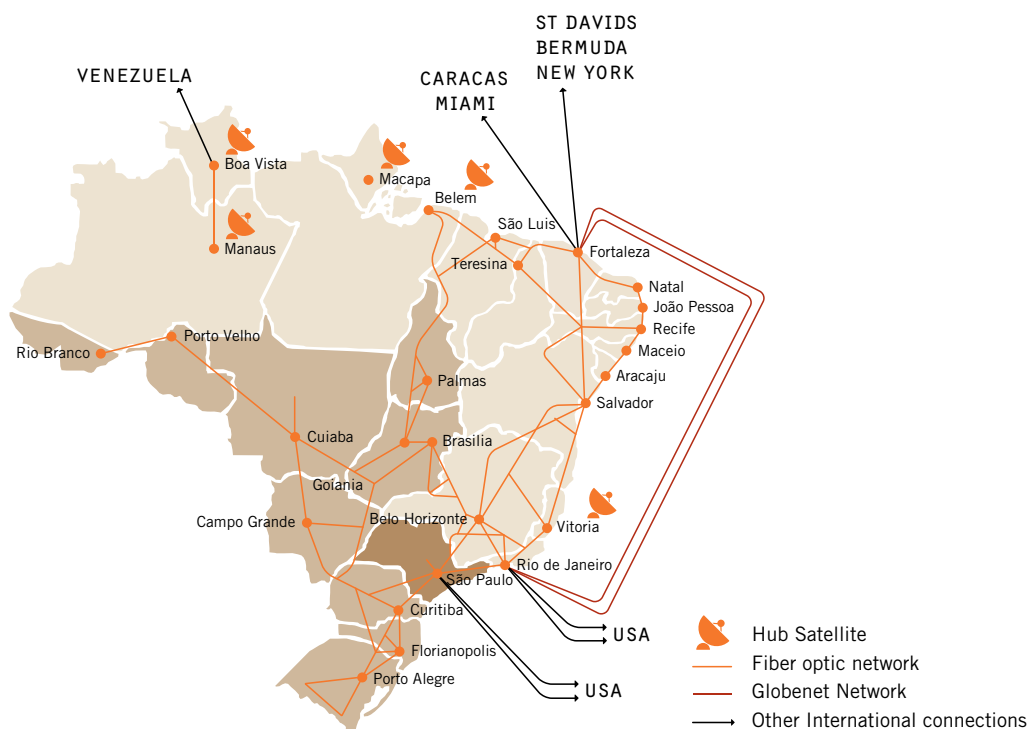 ST DAVIDS
BERMUDA
NEW YORK
VENEZUELA
CARACAS
MIAMI
Boa Vista
Macapa
Belem
São Luis
Manaus
Fortaleza
Teresina
Natal
João Pessoa
Porto Velho
Recife
Rio Branco
Maceio
Palmas
Aracaju
Salvador
Cuiaba
Brasilia
Goiania
Campo Grande
Belo Horizonte
Vitoria
Rio de Janeiro
São Paulo
Curitiba
USA
Hub Satellite
Florianopolis
Fiber optic network
Porto Alegre
USA
Globenet Network
Other International connections